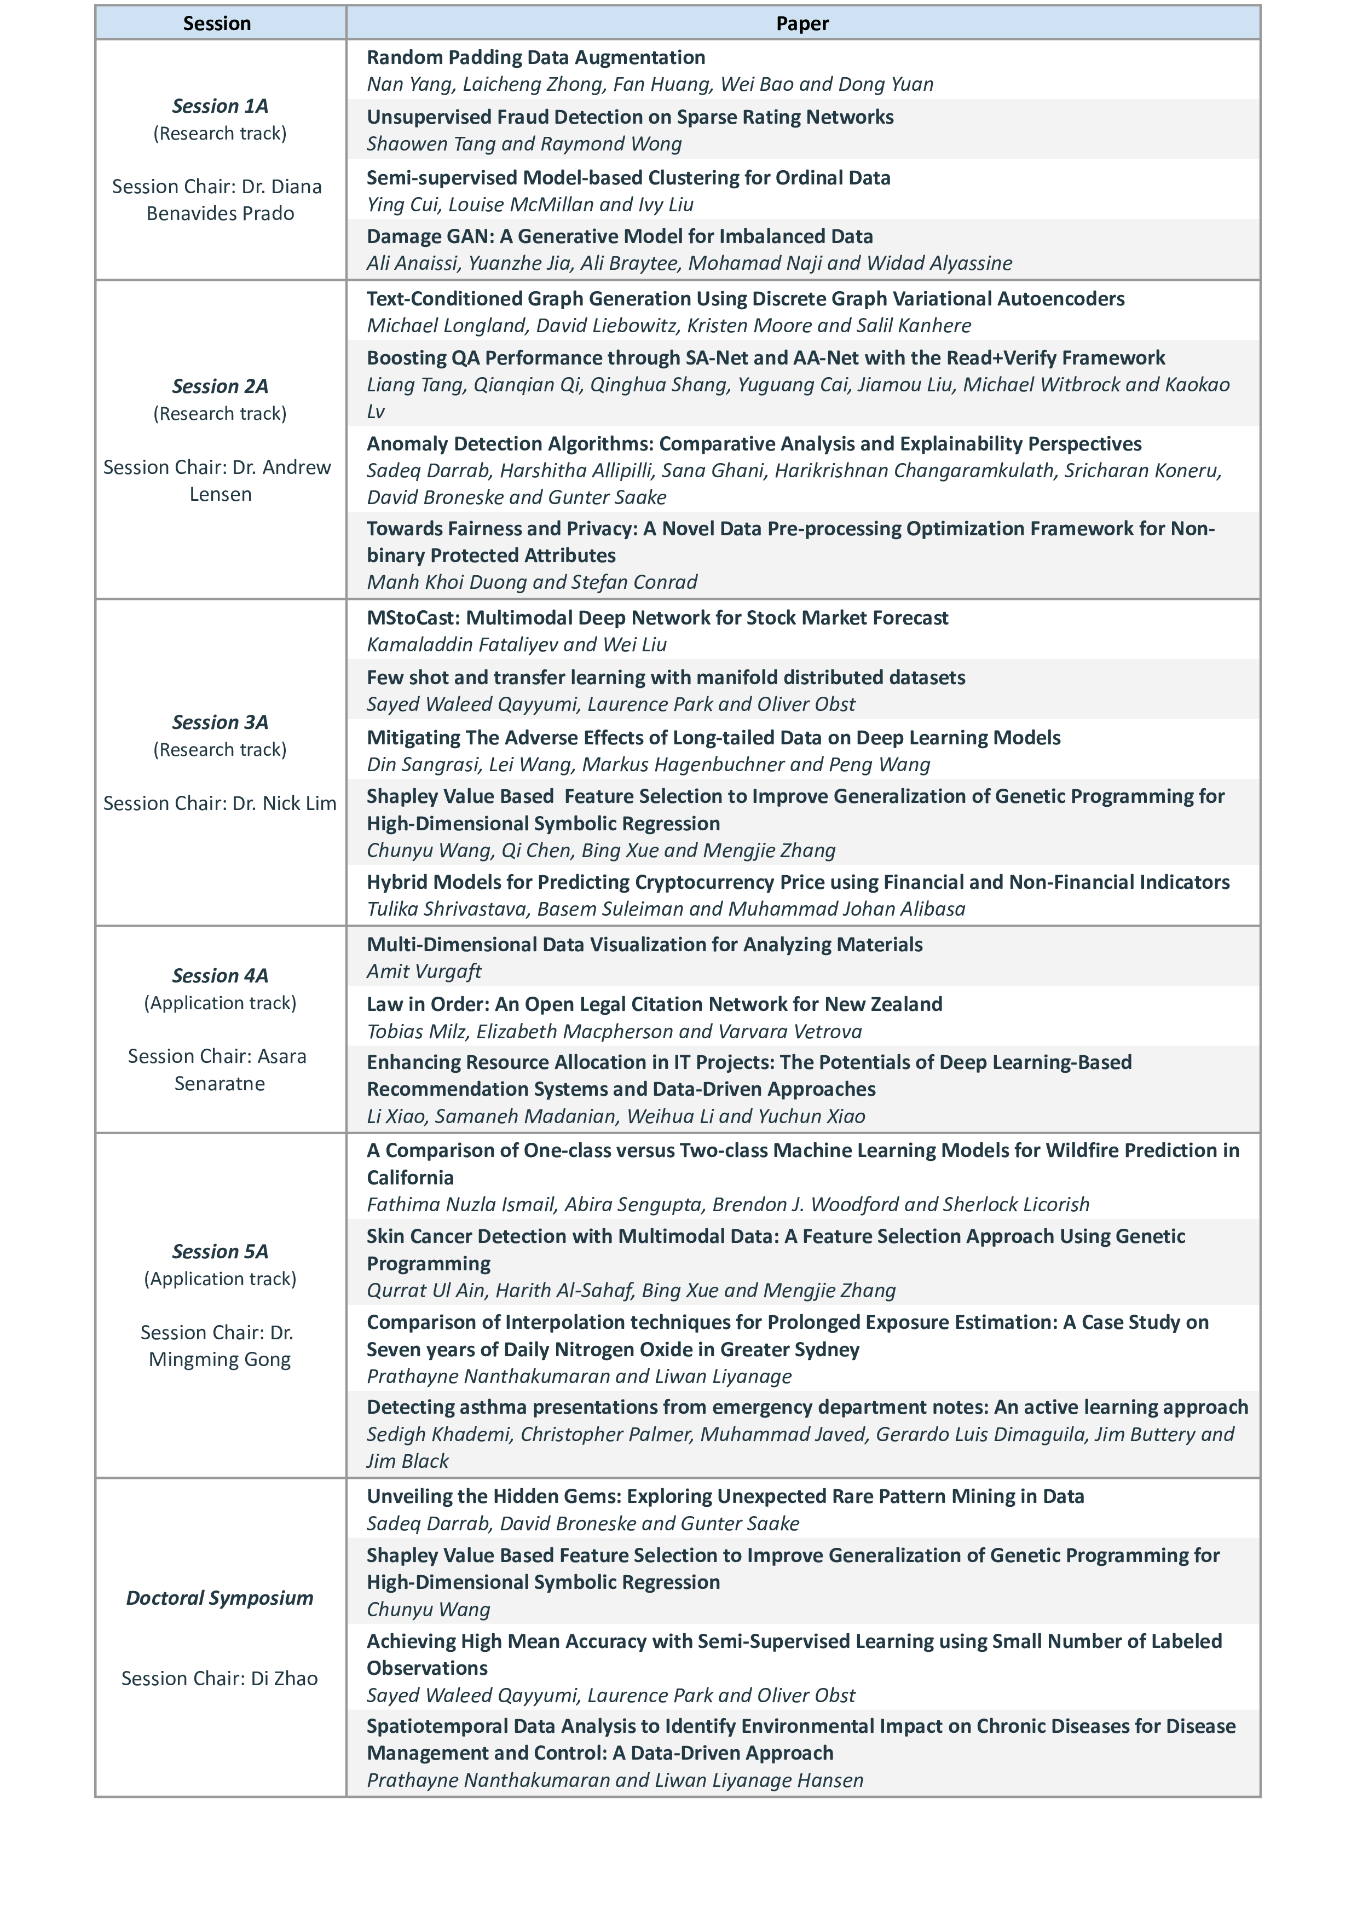 Session
Paper
Session 1A
(Research track)
Session Chair: Dr. Diana
Benavides Prado
Random Padding Data Augmentation
Nan Yang, Laicheng Zhong, Fan Huang, Wei Bao and Dong Yuan
Unsupervised Fraud Detection on Sparse Rating Networks
Shaowen Tang and Raymond Wong
Semi-supervised Model-based Clustering for Ordinal Data
Ying Cui, Louise McMillan and Ivy Liu
Damage GAN: A Generative Model for Imbalanced Data
Ali Anaissi, Yuanzhe Jia, Ali Braytee, Mohamad Naji and Widad Alyassine
Session 2A
(Research track)
Session Chair: Dr. Andrew
Lensen
Text-Conditioned Graph Generation Using Discrete Graph Variational Autoencoders
Michael Longland, David Liebowitz, Kristen Moore and Salil Kanhere
Boosting QA Performance through SA-Net and AA-Net with the Read+Verify Framework
Liang Tang, Qianqian Qi, Qinghua Shang, Yuguang Cai, Jiamou Liu, Michael Witbrock and Kaokao
Lv
Anomaly Detection Algorithms: Comparative Analysis and Explainability Perspectives
Sadeq Darrab, Harshitha Allipilli, Sana Ghani, Harikrishnan Changaramkulath, Sricharan Koneru,
David Broneske and Gunter Saake
Towards Fairness and Privacy: A Novel Data Pre-processing Optimization Framework for Non-
binary Protected Attributes
Manh Khoi Duong and Stefan Conrad
Session 3A
(Research track)
Session Chair: Dr. Nick Lim
MStoCast: Multimodal Deep Network for Stock Market Forecast
Kamaladdin Fataliyev and Wei Liu
Few shot and transfer learning with manifold distributed datasets
Sayed Waleed Qayyumi, Laurence Park and Oliver Obst
Mitigating The Adverse Effects of Long-tailed Data on Deep Learning Models
Din Sangrasi, Lei Wang, Markus Hagenbuchner and Peng Wang
Shapley Value Based  Feature Selection to Improve Generalization of Genetic Programming for
High-Dimensional Symbolic Regression
Chunyu Wang, Qi Chen, Bing Xue and Mengjie Zhang
Hybrid Models for Predicting Cryptocurrency Price using Financial and Non-Financial Indicators
Tulika Shrivastava, Basem Suleiman and Muhammad Johan Alibasa
Session 4A
(Application track)
Session Chair: Asara
Senaratne
Multi-Dimensional Data Visualization for Analyzing Materials
Amit Vurgaft
Law in Order: An Open Legal Citation Network for New Zealand
Tobias Milz, Elizabeth Macpherson and Varvara Vetrova
Enhancing Resource Allocation in IT Projects: The Potentials of Deep Learning-Based
Recommendation Systems and Data-Driven Approaches
Li Xiao, Samaneh Madanian, Weihua Li and Yuchun Xiao
Session 5A
(Application track)
Session Chair: Dr.
Mingming Gong
A Comparison of One-class versus Two-class Machine Learning Models for Wildfire Prediction in
California
Fathima Nuzla Ismail, Abira Sengupta, Brendon J. Woodford and Sherlock Licorish
Skin Cancer Detection with Multimodal Data: A Feature Selection Approach Using Genetic
Programming
Qurrat Ul Ain, Harith Al-Sahaf, Bing Xue and Mengjie Zhang
Comparison of Interpolation techniques for Prolonged Exposure Estimation: A Case Study on
Seven years of Daily Nitrogen Oxide in Greater Sydney
Prathayne Nanthakumaran and Liwan Liyanage
Detecting asthma presentations from emergency department notes: An active learning approach
Sedigh Khademi, Christopher Palmer, Muhammad Javed, Gerardo Luis Dimaguila, Jim Buttery and
Jim Black
Doctoral Symposium
Session Chair: Di Zhao
Unveiling the Hidden Gems: Exploring Unexpected Rare Pattern Mining in Data
Sadeq Darrab, David Broneske and Gunter Saake
Shapley Value Based Feature Selection to Improve Generalization of Genetic Programming for
High-Dimensional Symbolic Regression
Chunyu Wang
Achieving High Mean Accuracy with Semi-Supervised Learning using Small Number of Labeled
Observations
Sayed Waleed Qayyumi, Laurence Park and Oliver Obst
Spatiotemporal Data Analysis to Identify Environmental Impact on Chronic Diseases for Disease
Management and Control: A Data-Driven Approach
Prathayne Nanthakumaran and Liwan Liyanage Hansen